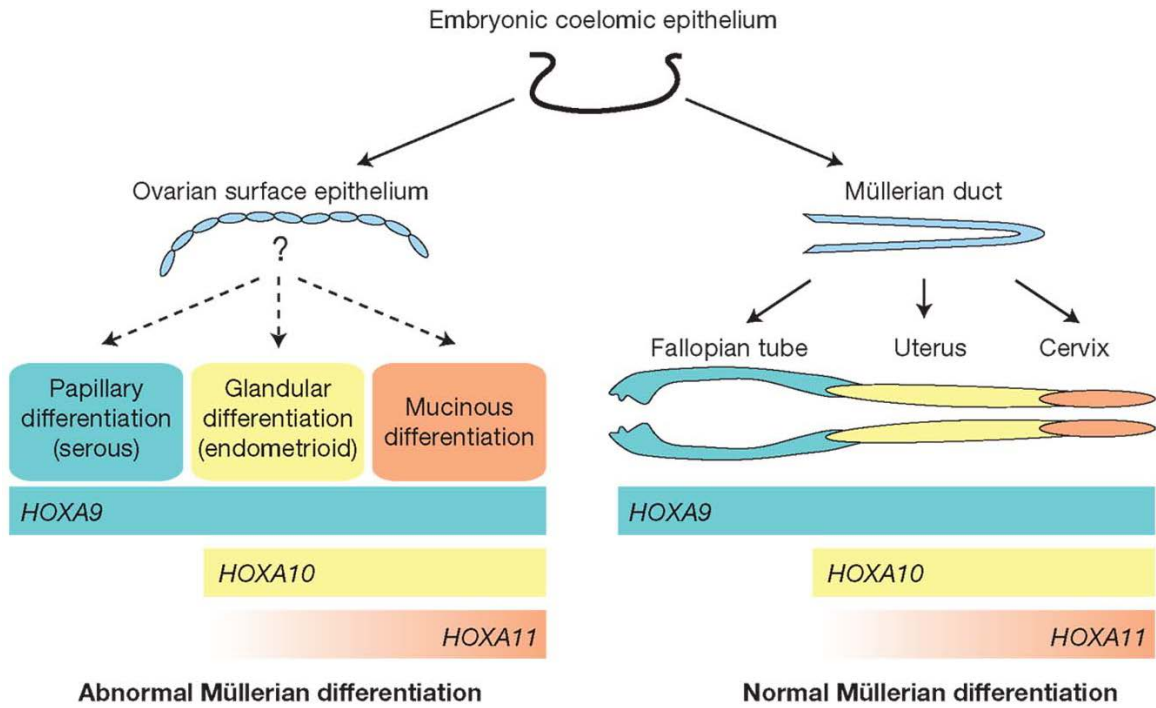 Embryonic coelomic epithelium
Ovarian surface epithelium
Müllerian duct
?
Fallopian tube
Uterus
Cervix
Papillary
differentiation
(serous)
Glandular
differentiation
(endometrioid)
Mucinous
differentiation
HOXA9
HOXA10
HOXA11
HOXA9
HOXA10
HOXA11
Abnormal Müllerian differentiation
Normal Müllerian differentiation